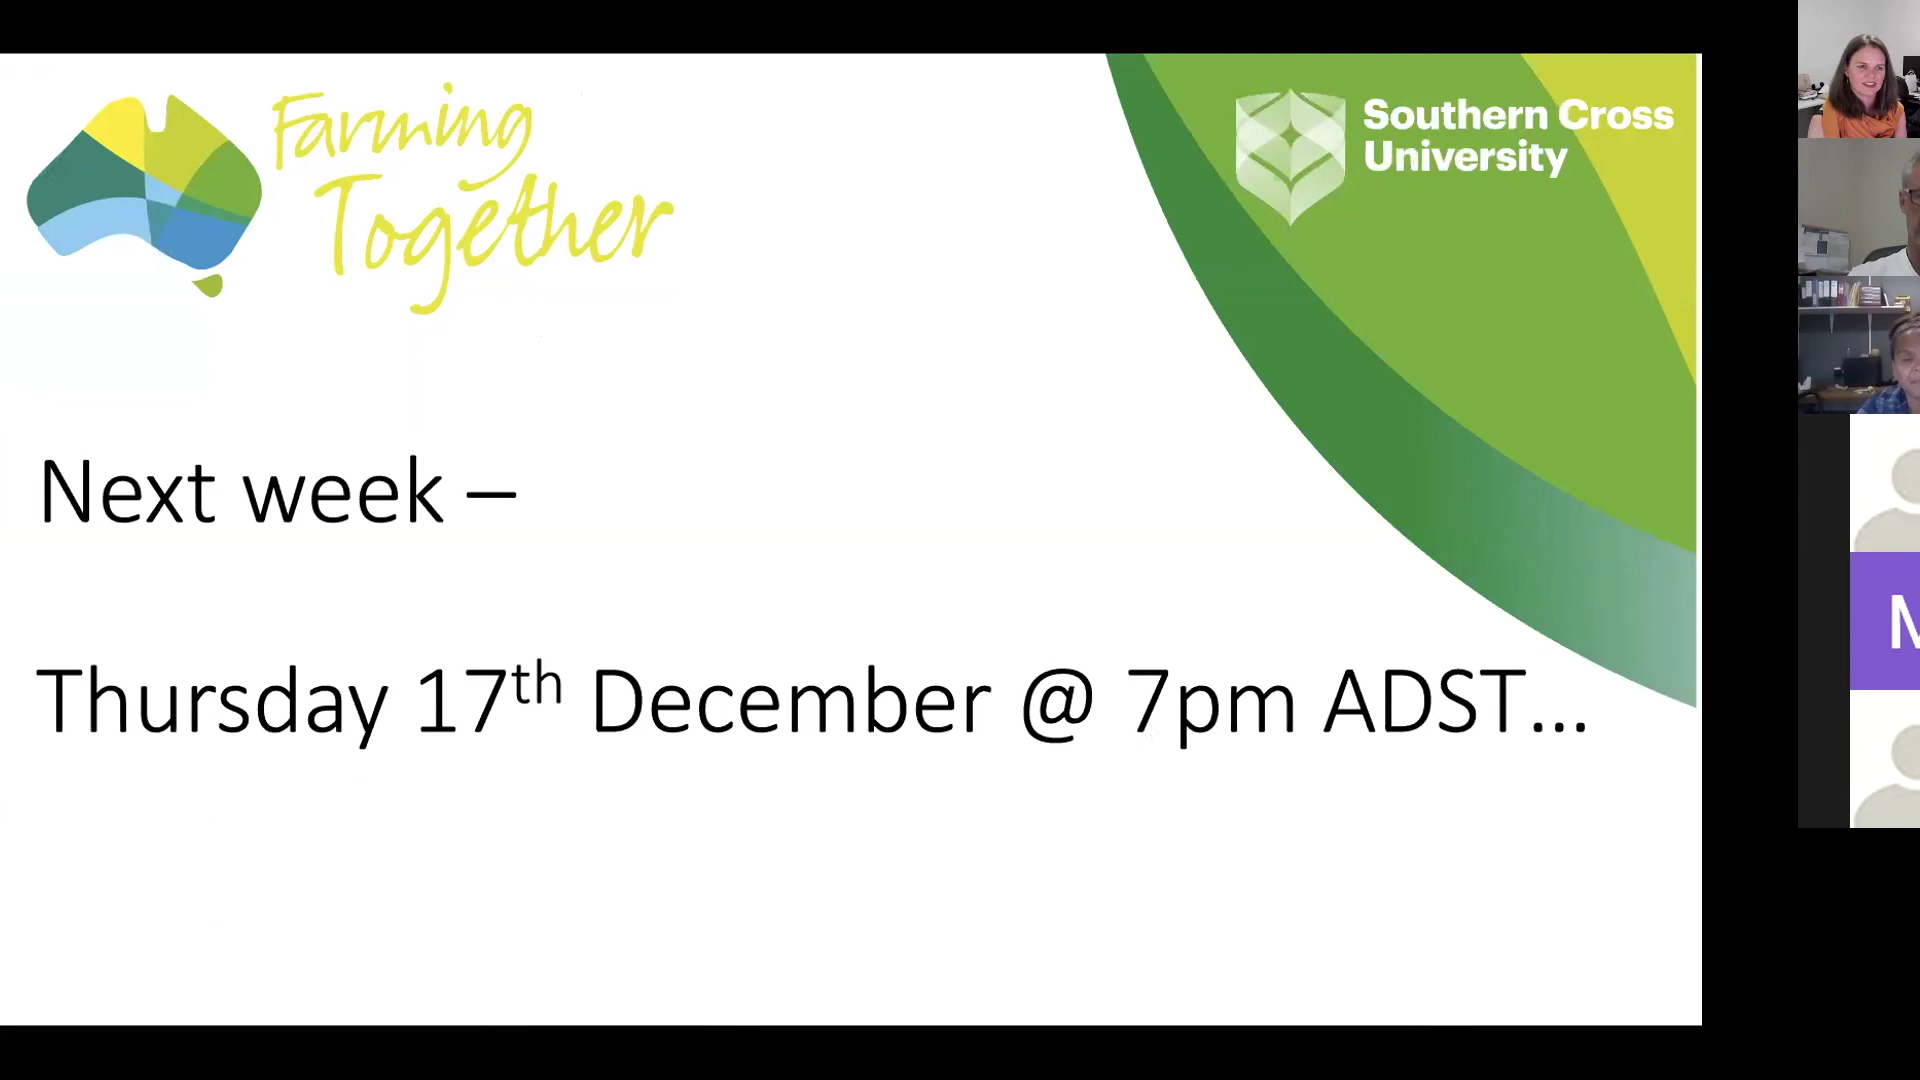 Farming
Together
Southern Cross
University
Next week –
Thursday 17th December @ 7pm ADST...
M